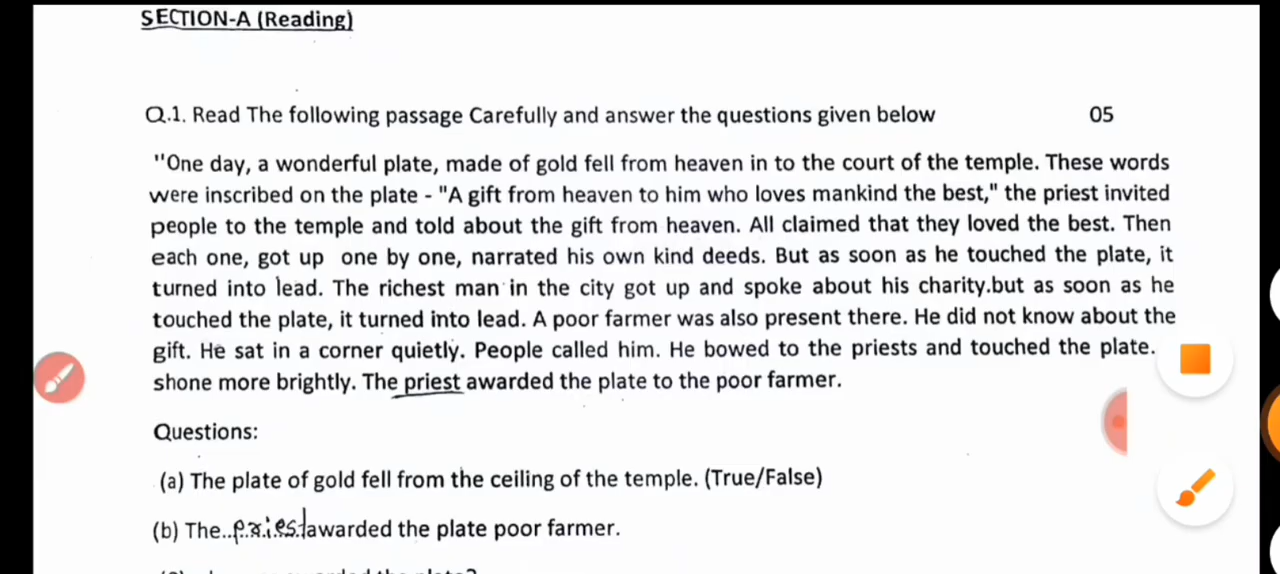 SECTION-A (Reading)
Q.1. Read The following passage Carefully and answer the questions given below 05
"One day, a wonderful plate, made of gold fell from heaven in to the court of the temple. These words
were inscribed on the plate - "A gift from heaven to him who loves mankind the best," the priest invited
people to the temple and told about the gift from heaven. All claimed that they loved the best. Then
each one, got up one by one, narrated his own kind deeds. But as soon as he touched the plate, it
turned into lead. The richest man in the city got up and spoke about his charity.but as soon as he
touched the plate, it turned into lead. A poor farmer was also present there. He did not know about the
gift. He sat in a corner quietly. People called him. He bowed to the priests and touched the plate.
shone more brightly. The priest awarded the plate to the poor farmer.
Questions:
(a) The plate of gold fell from the ceiling of the temple. (True/False)
(b) The..priest awarded the plate poor farmer.